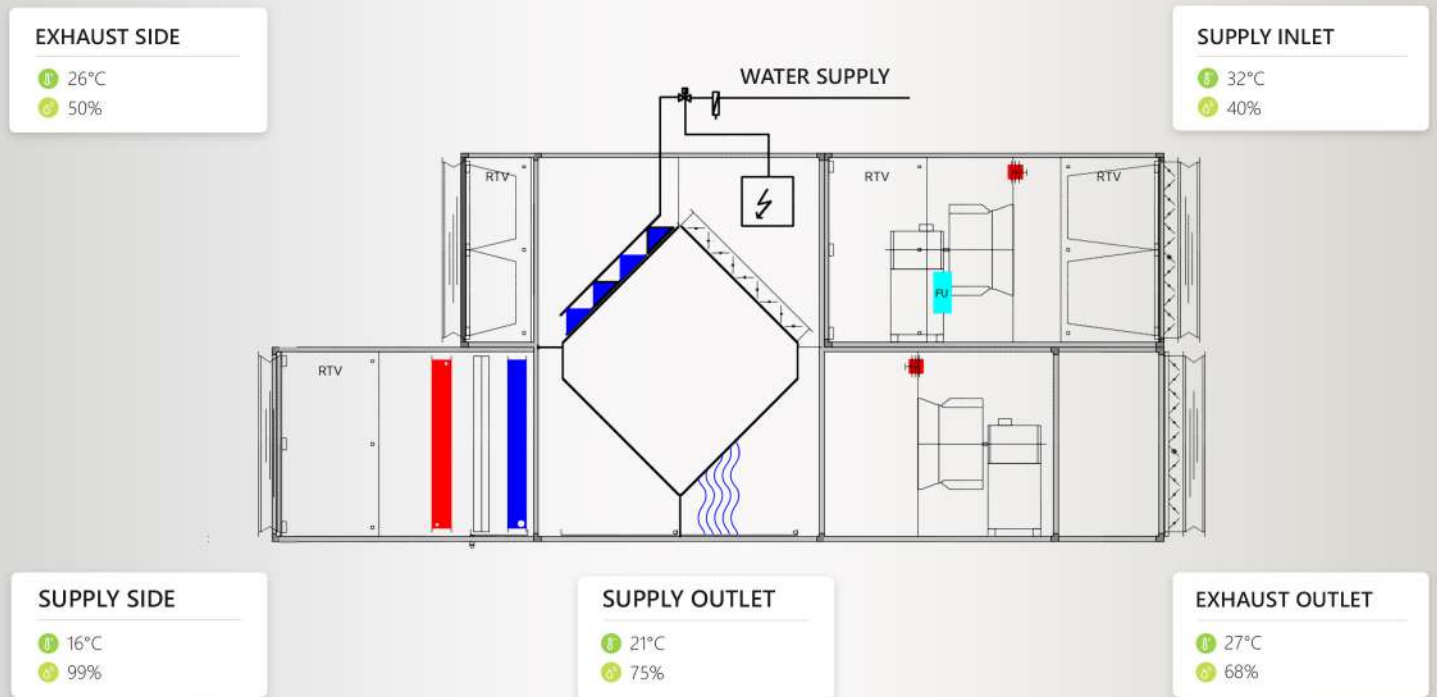 EXHAUST SIDE
26°C
50%
SUPPLY INLET
32°C
40%
WATER SUPPLY
RTV
RTV
RTV
FU
RTV
SUPPLY SIDE
16°C
99%
SUPPLY OUTLET
21°C
75%
EXHAUST OUTLET
27°C
68%